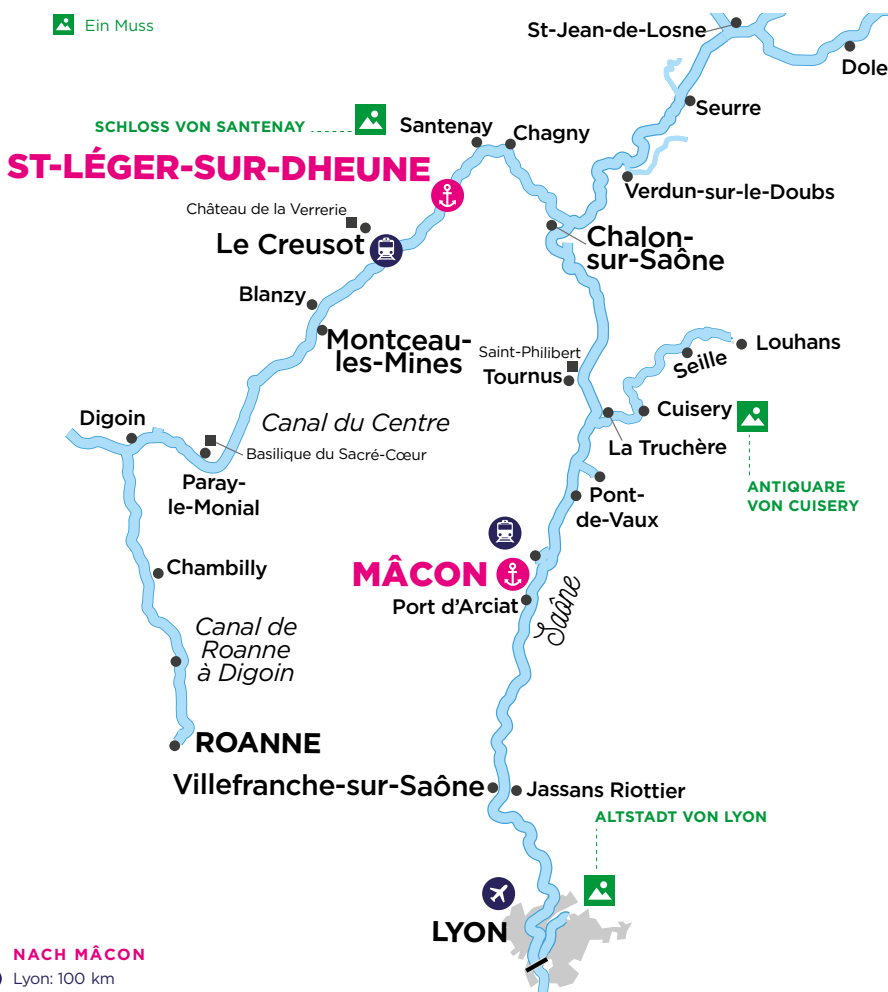 Ein Muss
St-Jean-de-Losne
Dole
Seurre
SCHLOSS VON SANTENAY
Santenay
Chagny
ST-LÉGER-SUR-DHEUNE
Verdun-sur-le-Doubs
Château de la Verrerie
Le Creusot
Chalon-
sur-Saône
Blanzy
Montceau-
les-Mines
Saint-Philibert
Tournus
Louhans
Seille
Cuisery
Digoin
Canal du Centre
La Truchère
Basilique du Sacré-Cœur
Paray-
le-Monial
ANTIQUARE
VON CUISERY
Pont-
de-Vaux
Chambilly
MÂCON
Port d'Arciat
Saône
Canal de
Roanne
à Digoin
ROANNE
Villefranche-sur-Saône
Jassans Riottier
ALTSTADT VON LYON
LYON
NACH MÂCON
Lyon: 100 km